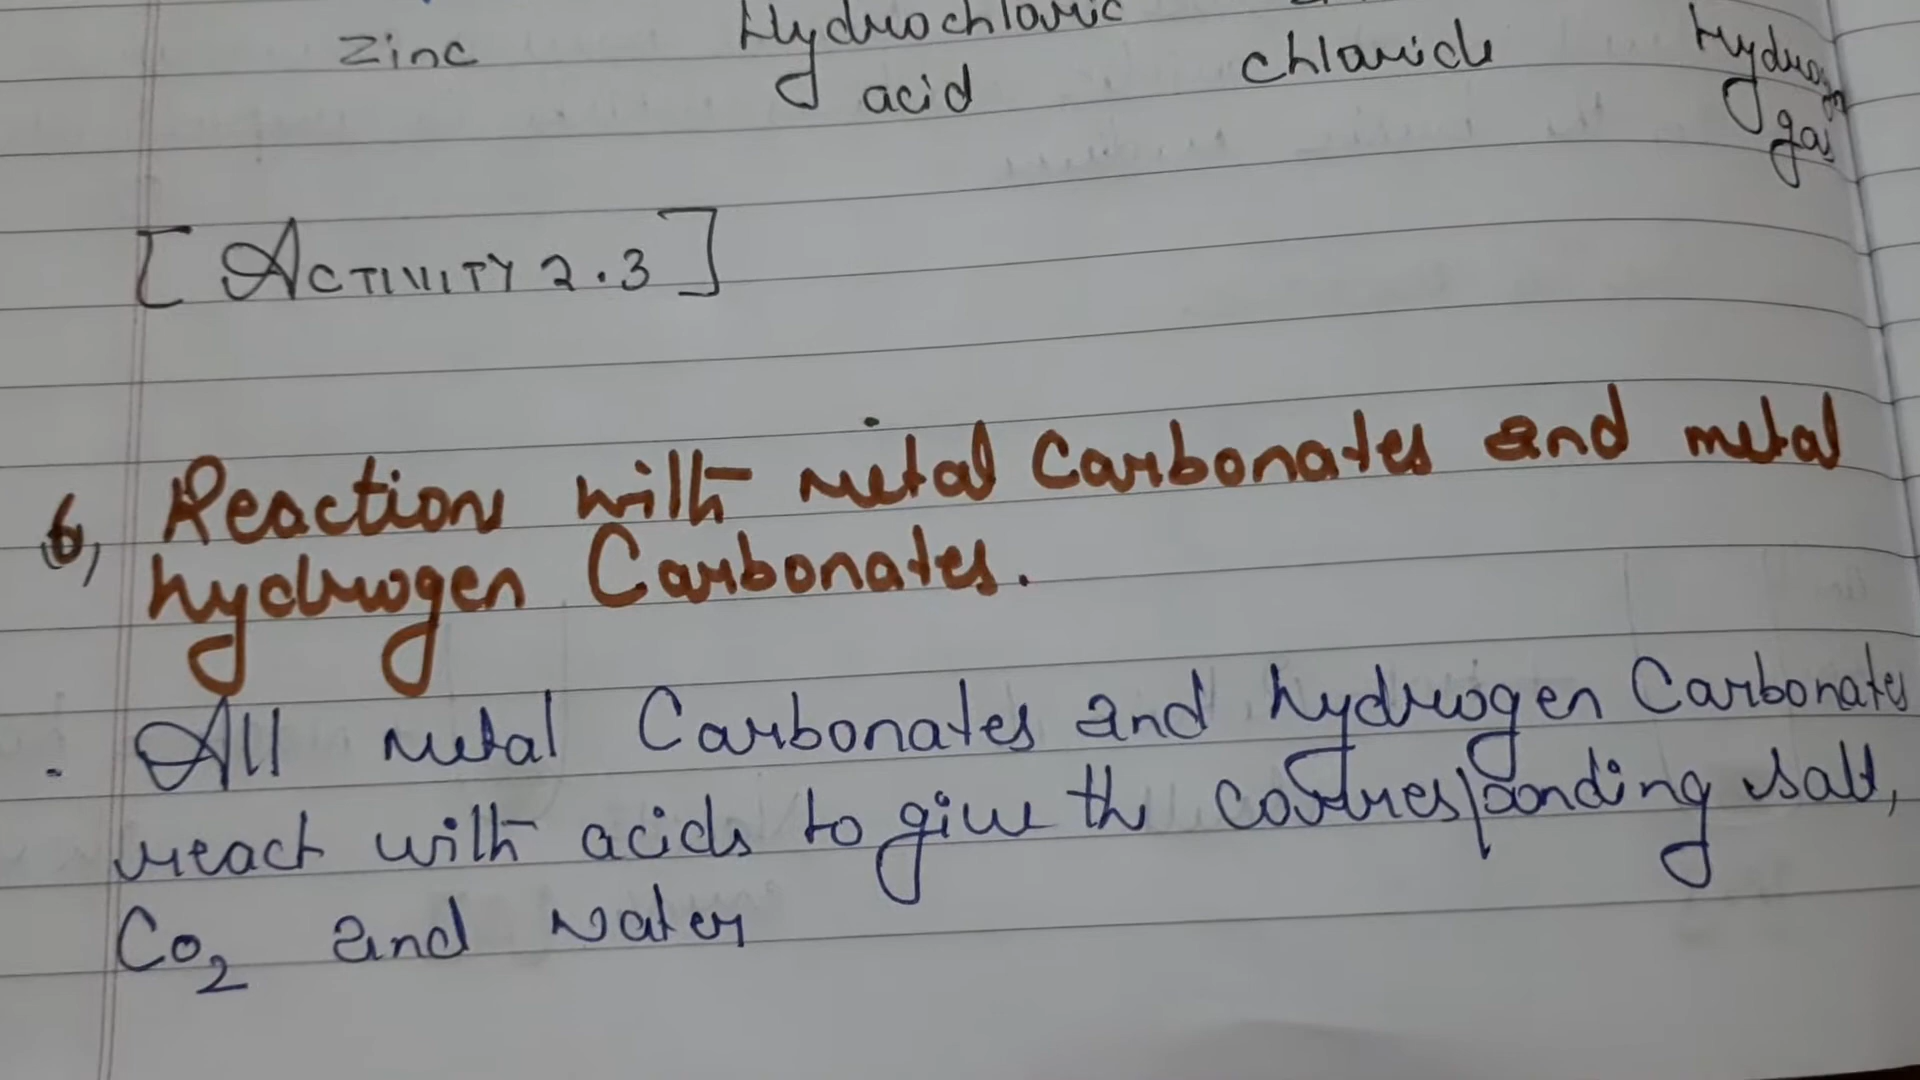 Zinc Hydrochloric chloride Hydrogen
acid gas
[ACTIVITY 2.3]
6, Reaction with metal Carbonates and metal
hydrogen Carbonates.
. All metal Carbonates and hydrogen Carbonates
react with acids to give the corresponding salt,
CO2 and water